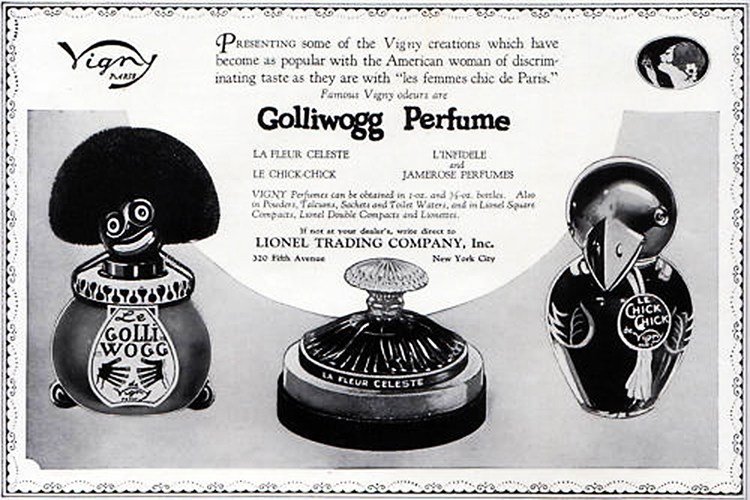 Vigny
PARIS
PRESENTING some of the Vigny creations which have
become as popular with the American woman of discrim-
inating taste as they are with "les femmes chic de Paris."
Famous Vigny odeurs are
Golliwogg Perfume
LA FLEUR CELESTE
L'INFIDELE
and
LE CHICK-CHICK
JAMEROSE PERFUMES
VIGNY Perfumes can be obtained in 1-oz. and ½-oz. bottles. Also
in Powders, Talcums, Sachets and Toilet Waters, and in Lionel Square
Compacts, Lionel Double Compacts and Lionettes.
If not at your dealer's, write direct to
LIONEL TRADING COMPANY, Inc.
320 Fifth Avenue New York City
Le
GOLLI
WOGG
de
Vigny
PARIS
LA FLEUR CELESTE
LE
CHICK
CHICK
de Vigny